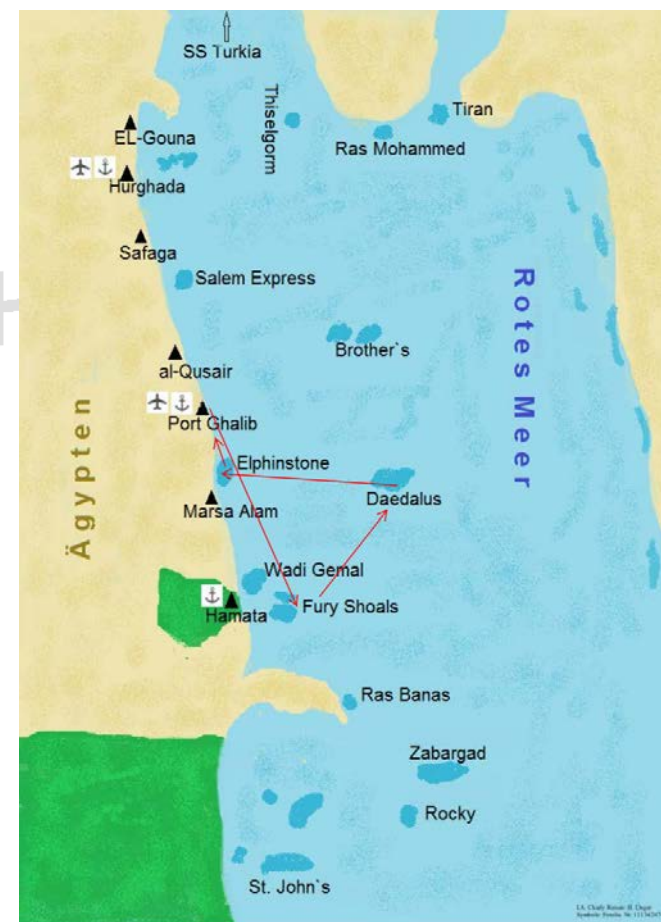 SS Turkia
Thiselgorm
Tiran
EL-Gouna
Ras Mohammed
Hurghada
Safaga
Salem Express
Rotes Meer
Brother`s
al-Qusair
Port Ghalib
Ägypten
Elphinstone
Daedalus
Marsa Alam
Wadi Gemal
Fury Shoals
Hamata
Ras Banas
Zabargad
Rocky
St. John`s